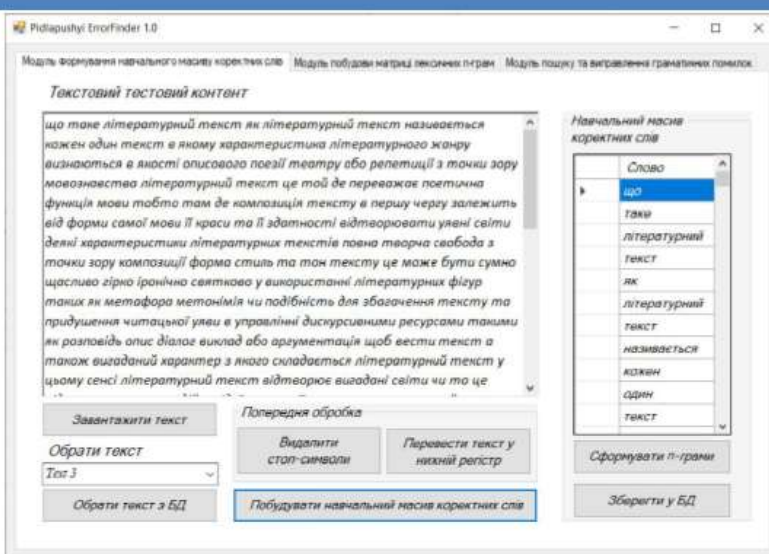 Pidlapushyi ErrorFinder 1.0
Модуль формування навчального масиву коректних слів
Модуль побудови матриці лексичних n-грам
Модуль пошуку та виправлення граматичних помилок
Текстовий тестовий контент
що таке літературний текст як літературний текст називається
кожен один текст в якому характеристика літературного жанру
визнаються в якості описового поезії театру або репетиції з точки зору
мовознавства літературний текст це той де переважає поетична
функція мови тобто там де композиція тексту в першу чергу залежить
від форми самої мови її краси та її здатності відтворювати уявні світи
деякі характеристики літературних текстів повна творча свобода з
точки зору композиції форма стиль та тон тексту це може бути сумно
щасливо гірко іронічно святково у використанні літературних фігур
таких як метафора метонімія чи подібність для збагачення тексту та
придушення читацької уяви в управлінні дискурсивними ресурсами такими
як розповідь опис діалог виклад або аргументація щоб вести текст а
також вигаданий характер з якого складається літературний текст у
цьому сенсі літературний текст відтворює вигадані світи чи то це
Навчальний масив
коректних слів
Слово
що
таке
літературний
текст
як
літературний
текст
називається
кожен
один
текст
Завантажити текст
Обрати текст
Test 3
Обрати текст з БД
Попередня обробка
Видалити
стоп-символи
Перевести текст у
нижній регістр
Побудувати навчальний масив коректних слів
Сформувати n-грами
Зберегти у БД